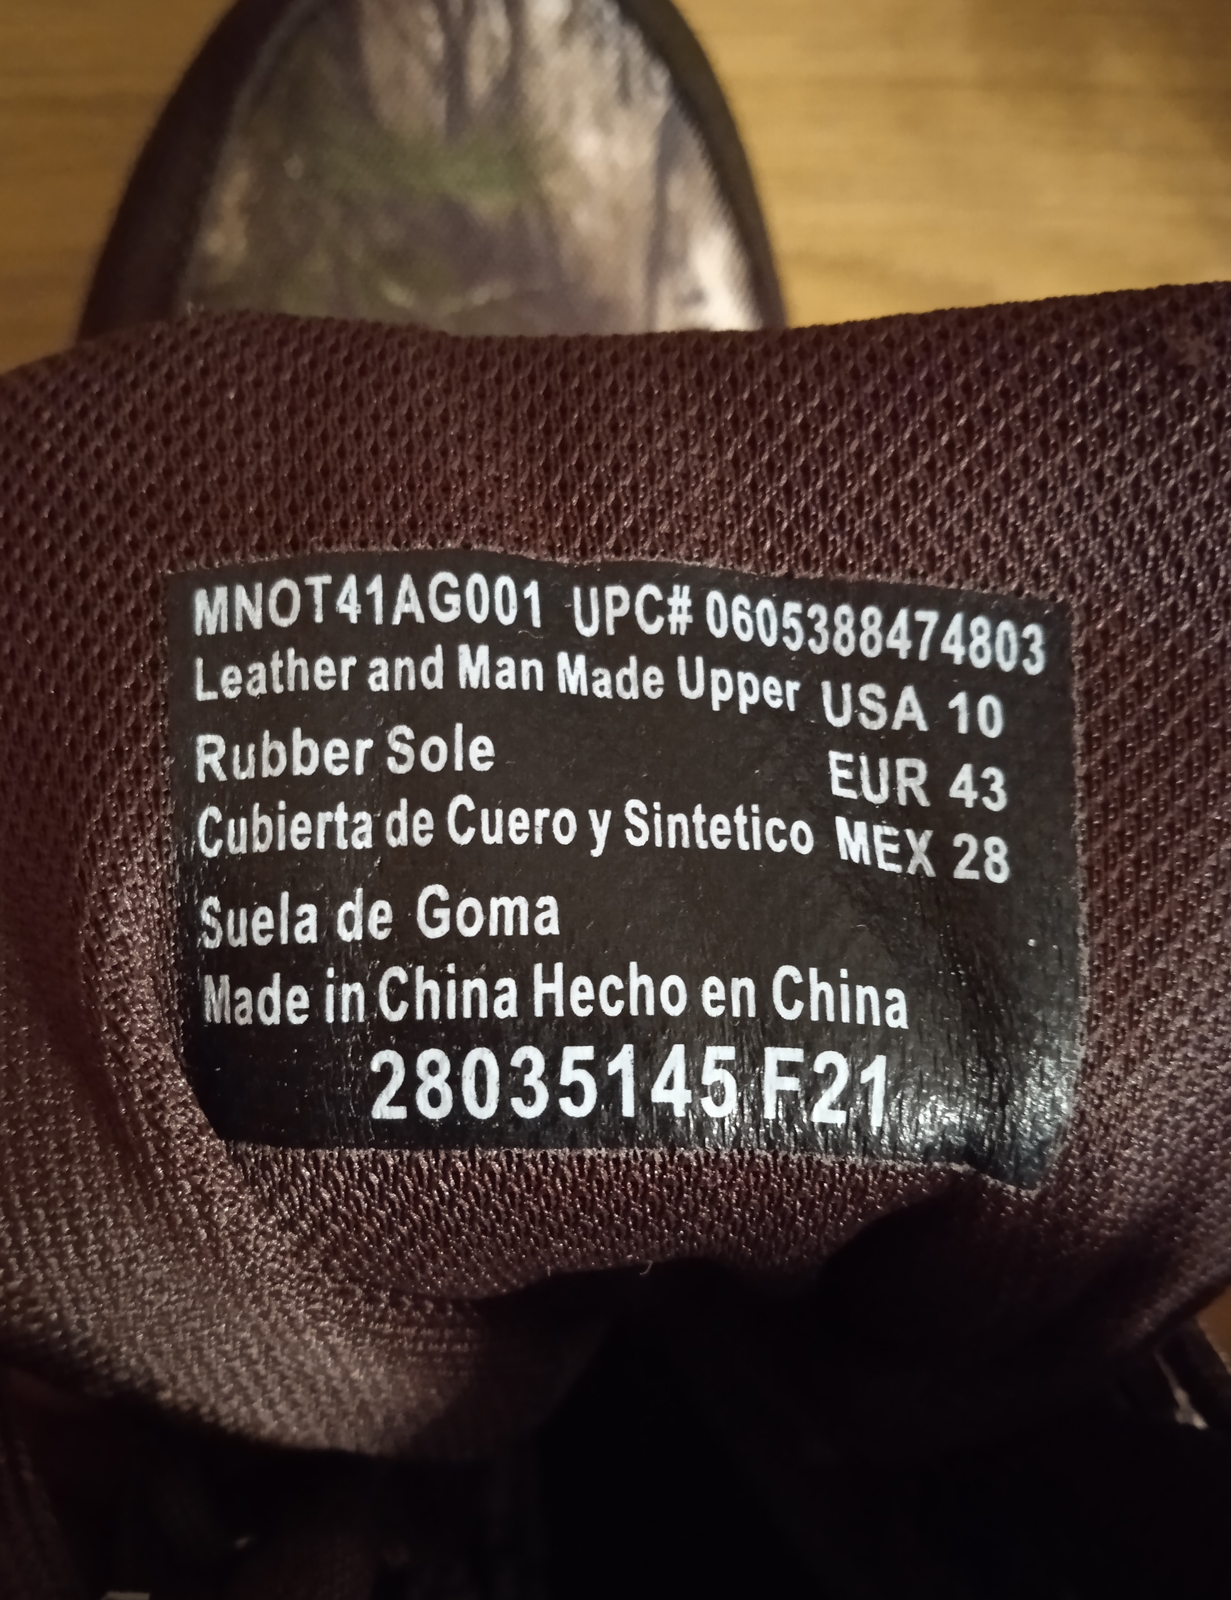 MNOT41AG001 UPC# 0605388474803
Leather and Man Made Upper USA 10
Rubber Sole EUR 43
Cubierta de Cuero y Sintetico MEX 28
Suela de Goma
Made in China Hecho en China
28035145 F21